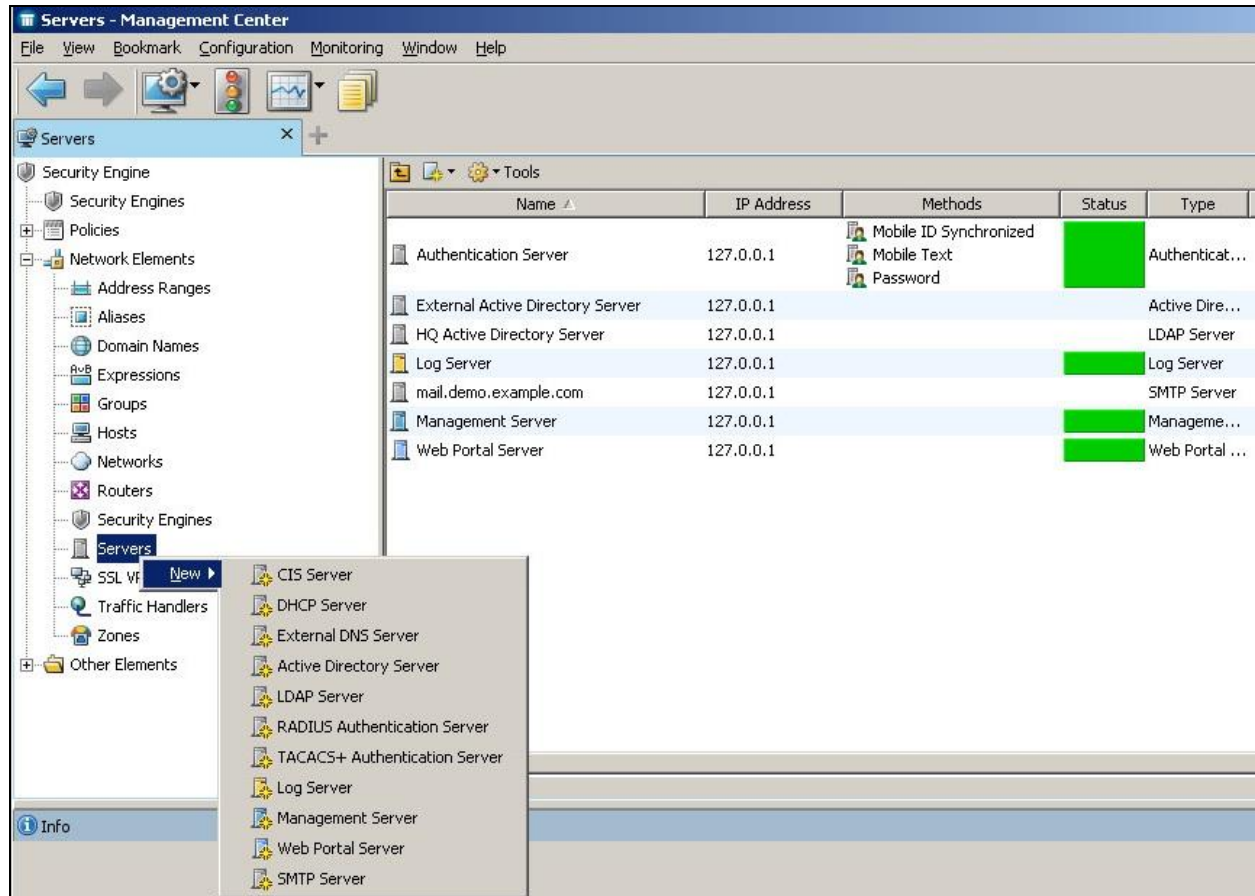 Servers - Management Center
File View Bookmark Configuration Monitoring Window Help
Servers
Security Engine
Security Engines
Policies
Network Elements
Address Ranges
Aliases
Domain Names
Expressions
Groups
Hosts
Networks
Routers
Security Engines
Servers
SSL VP
Traffic Handlers
Zones
Other Elements
New
CIS Server
DHCP Server
External DNS Server
Active Directory Server
LDAP Server
RADIUS Authentication Server
TACACS+ Authentication Server
Log Server
Management Server
Web Portal Server
SMTP Server
Tools
Name IP Address Methods Status Type
Authentication Server 127.0.0.1 Mobile ID Synchronized Authenticat...
Mobile Text
Password
External Active Directory Server 127.0.0.1 Active Dire...
HQ Active Directory Server 127.0.0.1 LDAP Server
Log Server 127.0.0.1 Log Server
mail.demo.example.com 127.0.0.1 SMTP Server
Management Server 127.0.0.1 Manageme...
Web Portal Server 127.0.0.1 Web Portal ...
Info